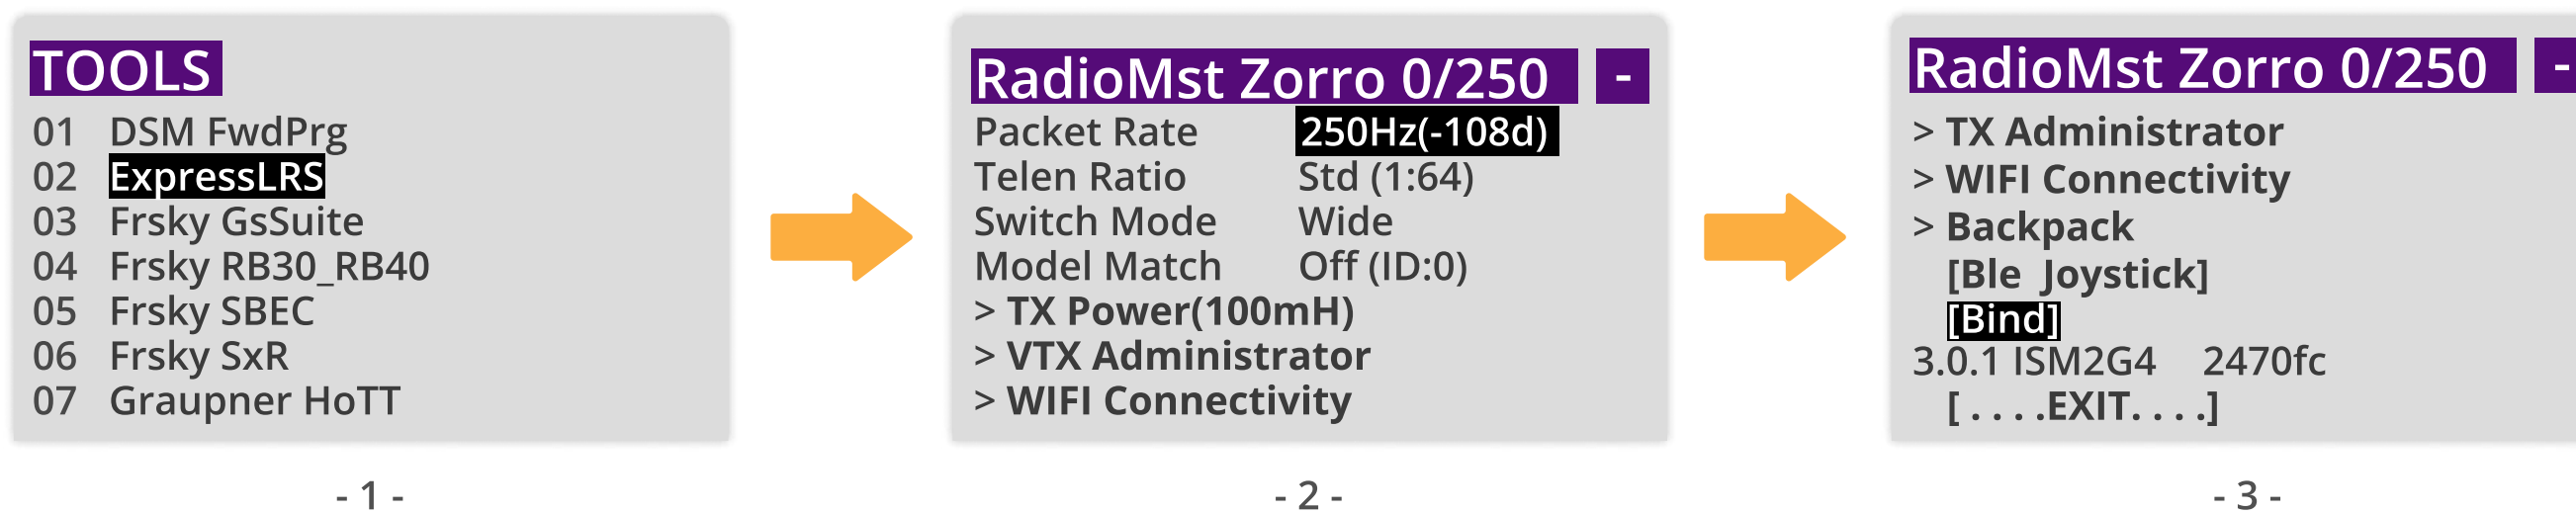 TOOLS
01 DSM FwdPrg
02 ExpressLRS
03 Frsky GsSuite
04 Frsky RB30_RB40
05 Frsky SBEC
06 Frsky SxR
07 Graupner HoTT
- 1 -
RadioMst Zorro 0/250 -
Packet Rate 250Hz(-108d)
Telen Ratio Std (1:64)
Switch Mode Wide
Model Match Off (ID:0)
> TX Power(100mH)
> VTX Administrator
> WIFI Connectivity
- 2 -
RadioMst Zorro 0/250 -
> TX Administrator
> WIFI Connectivity
> Backpack
[Ble Joystick]
[Bind]
3.0.1 ISM2G4 2470fc
[ . . . .EXIT. . . .]
- 3 -